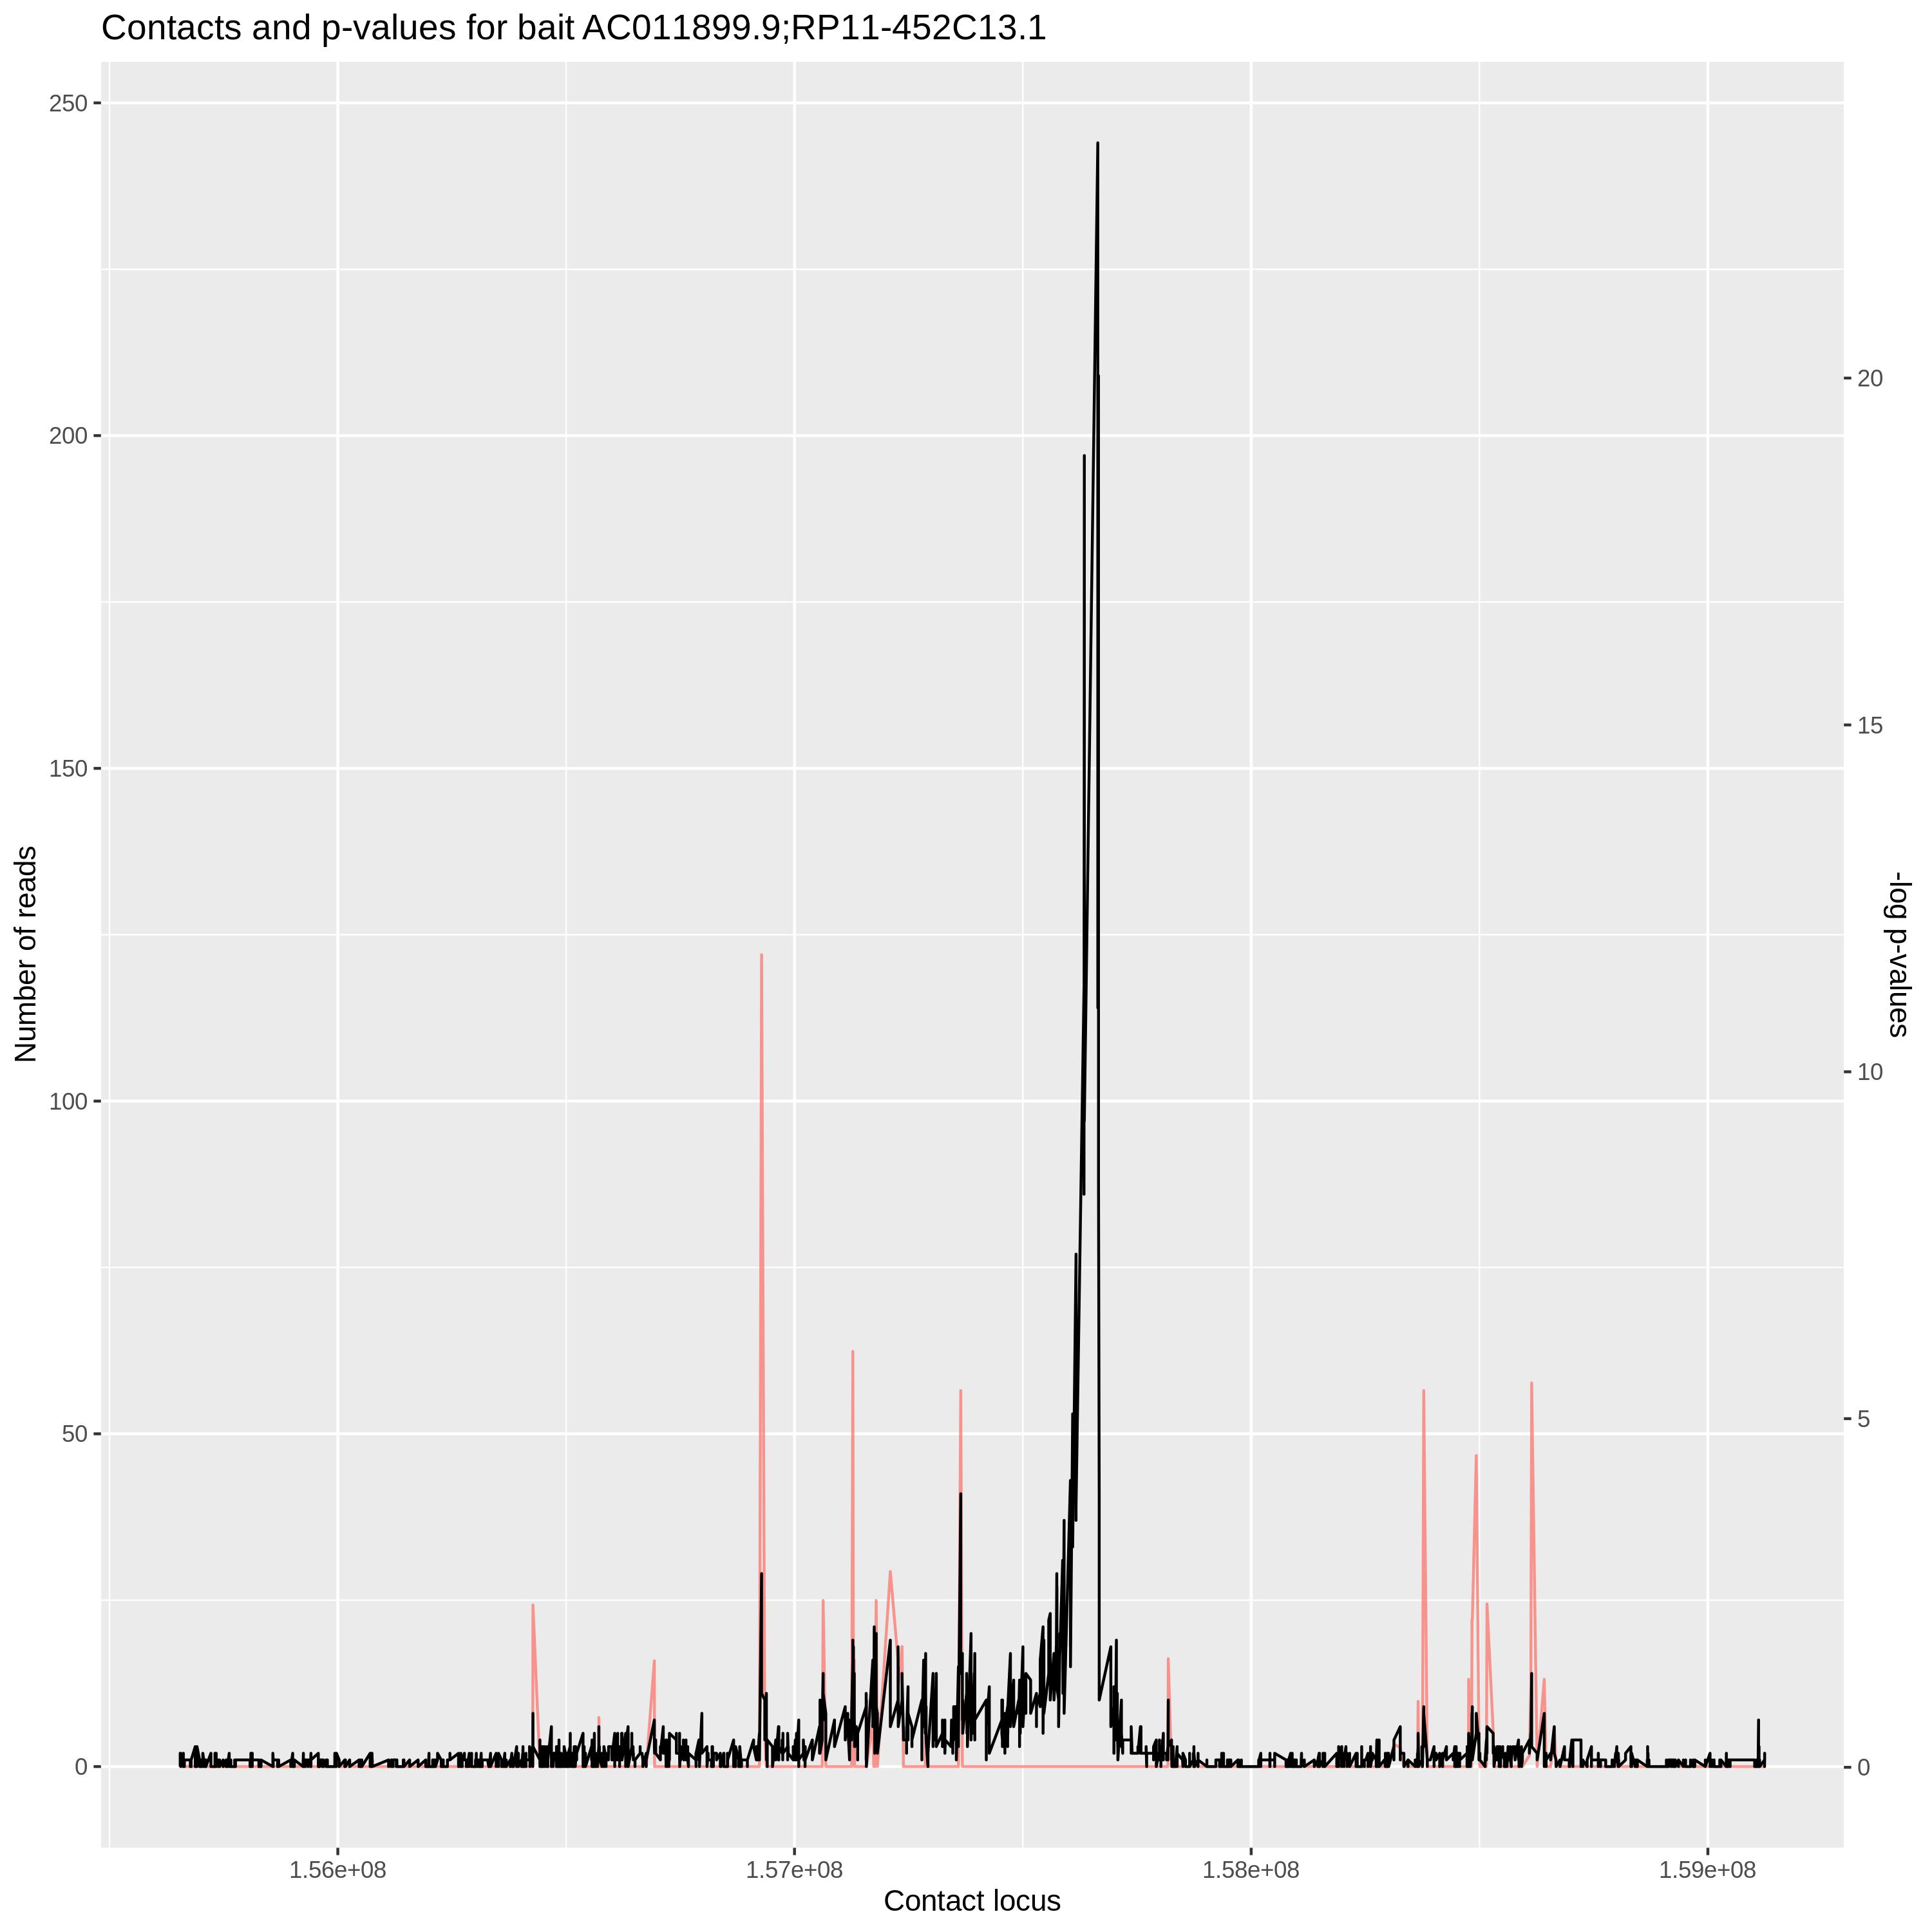 Contacts and p-values for bait AC011899.9;RP11-452C13.1
250
200
150
100
50
0
Number of reads
20
15
10
5
0
-log p-values
1.56e+08
1.57e+08
1.58e+08
1.59e+08
Contact locus